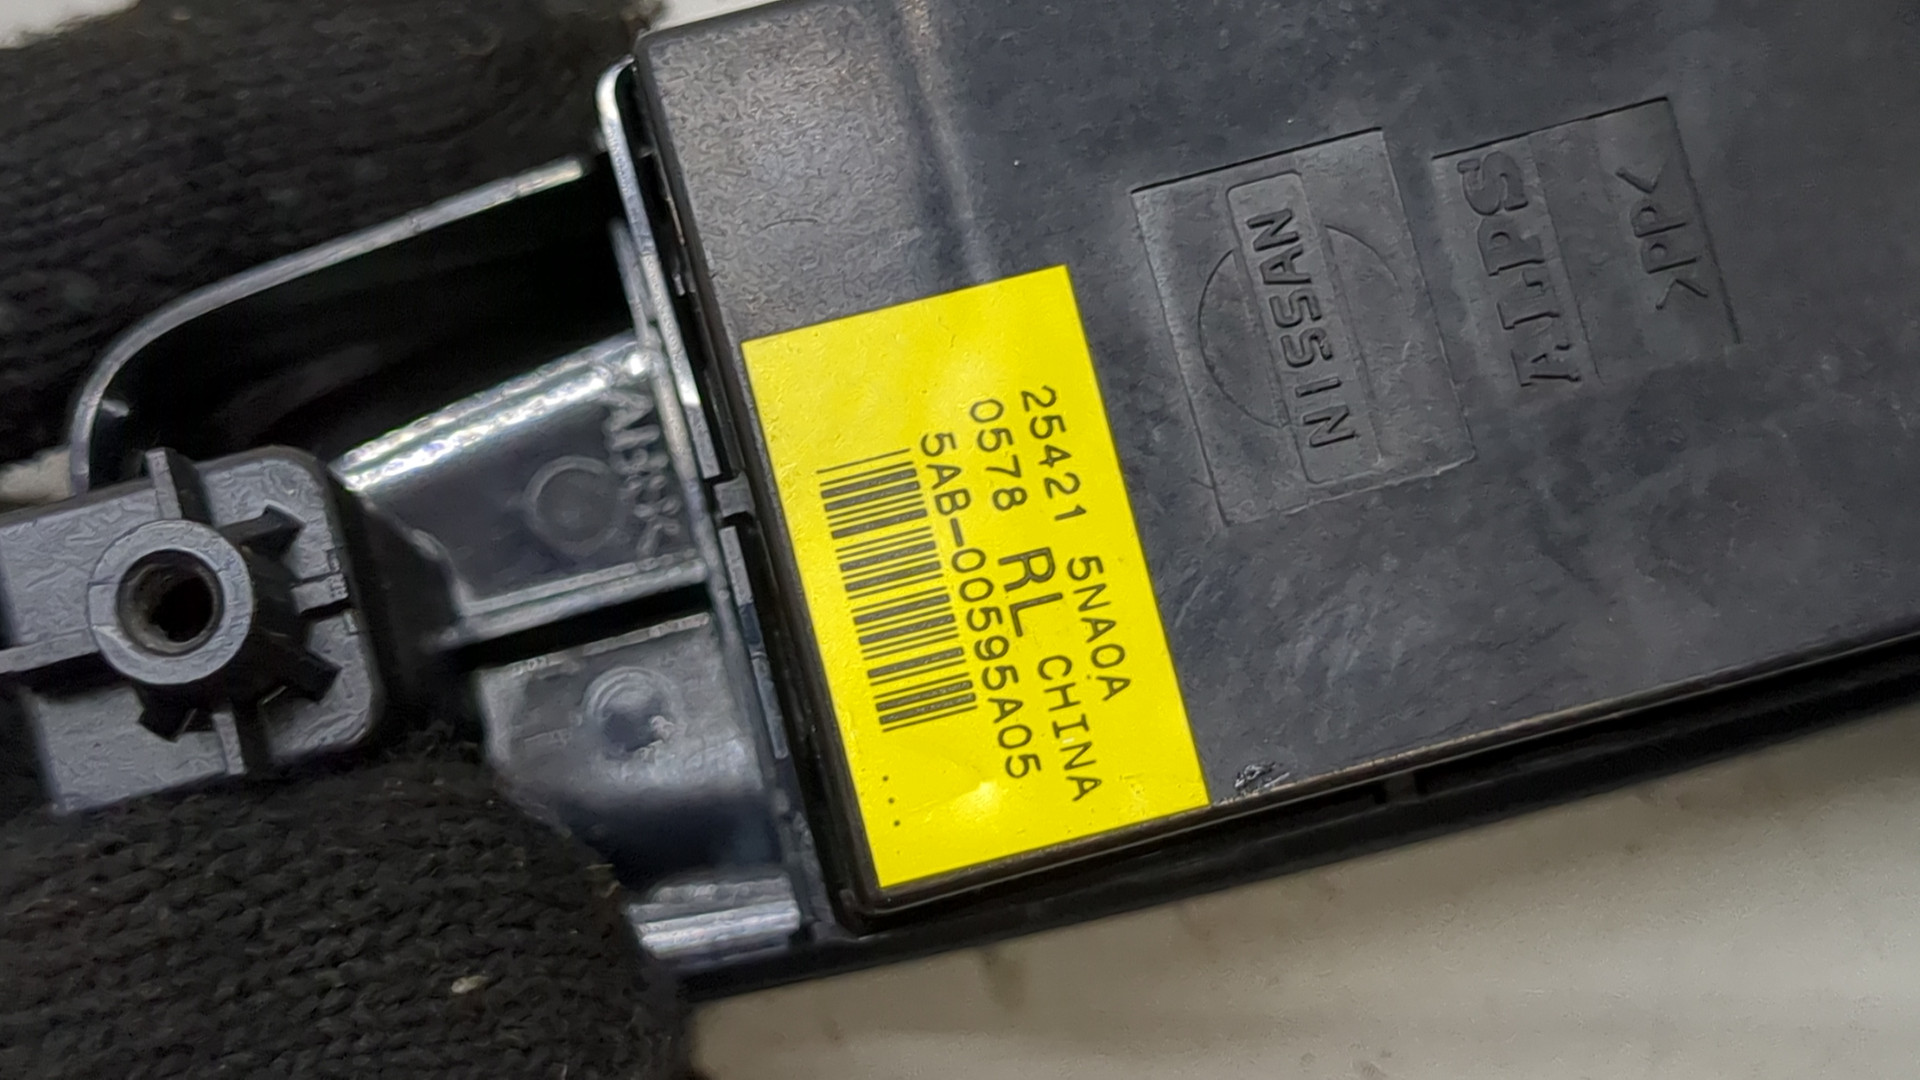 25421 5NA0A
0578 RL CHINA
5AB-00595A05
NISSAN
ALPS
>PP<